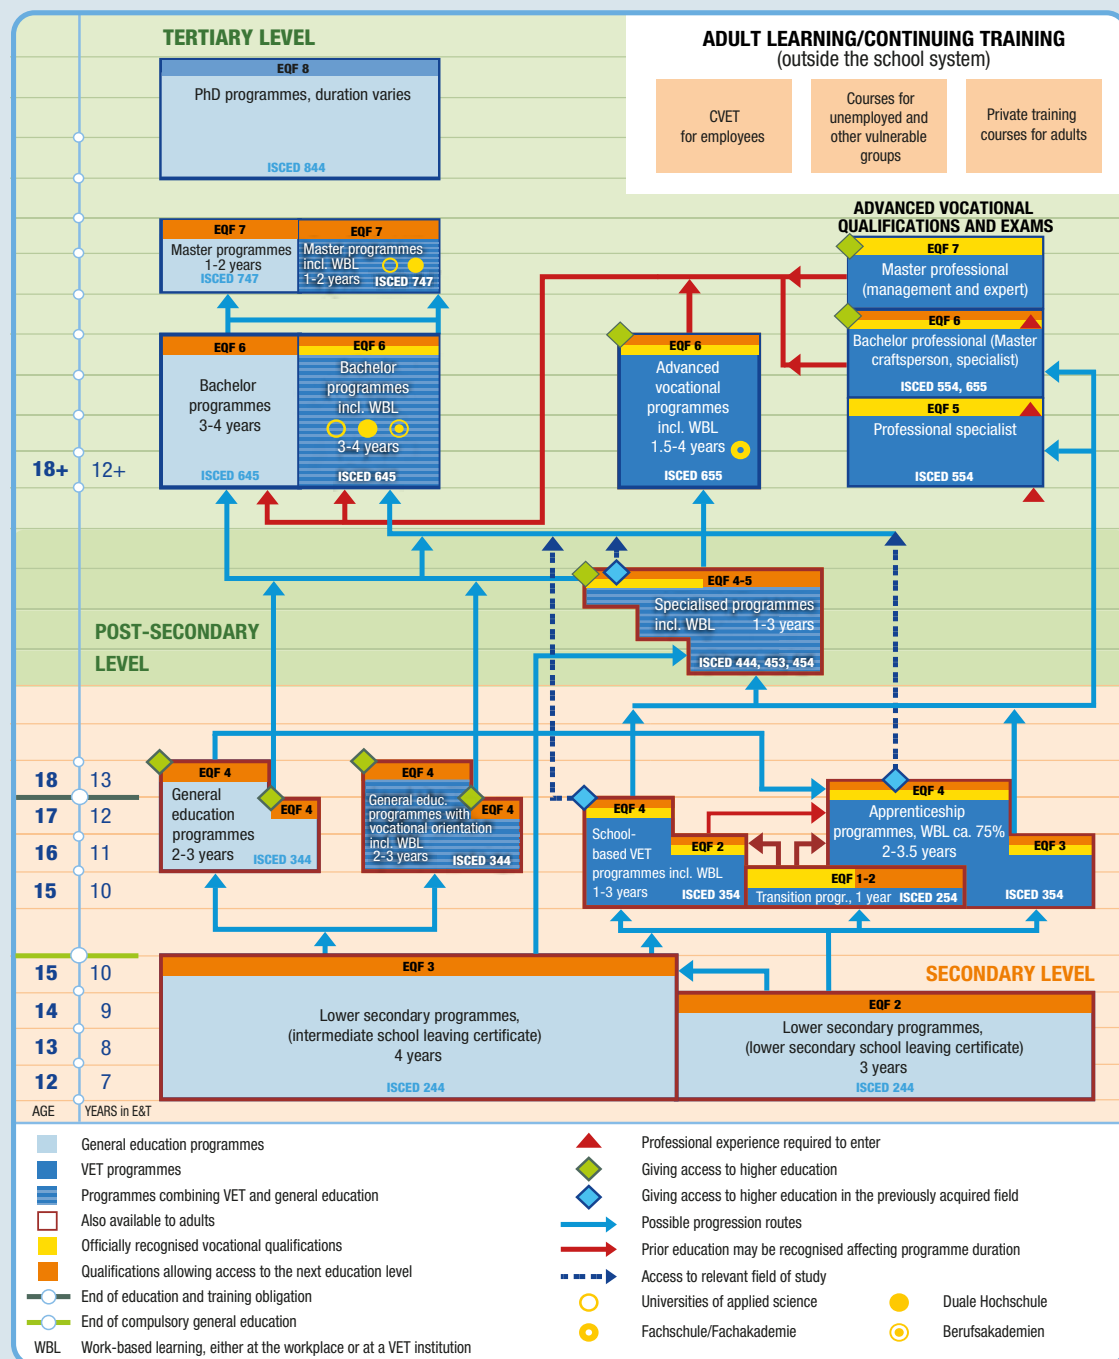 TERTIARY LEVEL
ADULT LEARNING/CONTINUING TRAINING
(outside the school system)
CVET
for employees
Courses for
unemployed and
other vulnerable
groups
Private training
courses for adults
EQF 8
PhD programmes, duration varies
ISCED 844
ADVANCED VOCATIONAL
QUALIFICATIONS AND EXAMS
EQF 7
Master programmes
1-2 years
ISCED 747
EQF 7
Master programmes
incl. WBL
1-2 years
ISCED 747
EQF 7
Master professional
(management and expert)
EQF 6
Bachelor professional (Master
craftsperson, specialist)
ISCED 554, 655
EQF 5
Professional specialist
ISCED 554
EQF 6
Bachelor
programmes
3-4 years
ISCED 645
EQF 6
Bachelor
programmes
incl. WBL
3-4 years
ISCED 645
EQF 6
Advanced
vocational
programmes
incl. WBL
1.5-4 years
ISCED 655
18+ 12+
POST-SECONDARY
LEVEL
EQF 4-5
Specialised programmes
incl. WBL 1-3 years
ISCED 444, 453, 454
18 13
17 12
16 11
15 10
EQF 4
General
education
programmes
2-3 years
EQF 4
ISCED 344
EQF 4
General educ.
programmes with
vocational orientation
incl. WBL
2-3 years
EQF 4
ISCED 344
EQF 4
School-
based VET
programmes incl. WBL
1-3 years
EQF 2
ISCED 354
EQF 4
Apprenticeship
programmes, WBL ca. 75%
2-3.5 years
EQF 3
ISCED 354
EQF 1-2
Transition progr., 1 year ISCED 254
SECONDARY LEVEL
15 10
14 9
13 8
12 7
AGE YEARS in E&T
EQF 3
Lower secondary programmes,
(intermediate school leaving certificate)
4 years
ISCED 244
EQF 2
Lower secondary programmes,
(lower secondary school leaving certificate)
3 years
ISCED 244
General education programmes
VET programmes
Programmes combining VET and general education
Also available to adults
Officially recognised vocational qualifications
Qualifications allowing access to the next education level
End of education and training obligation
End of compulsory general education
WBL Work-based learning, either at the workplace or at a VET institution
Professional experience required to enter
Giving access to higher education
Giving access to higher education in the previously acquired field
Possible progression routes
Prior education may be recognised affecting programme duration
Access to relevant field of study
Universities of applied science
Duale Hochschule
Fachschule/Fachakademie
Berufsakademien